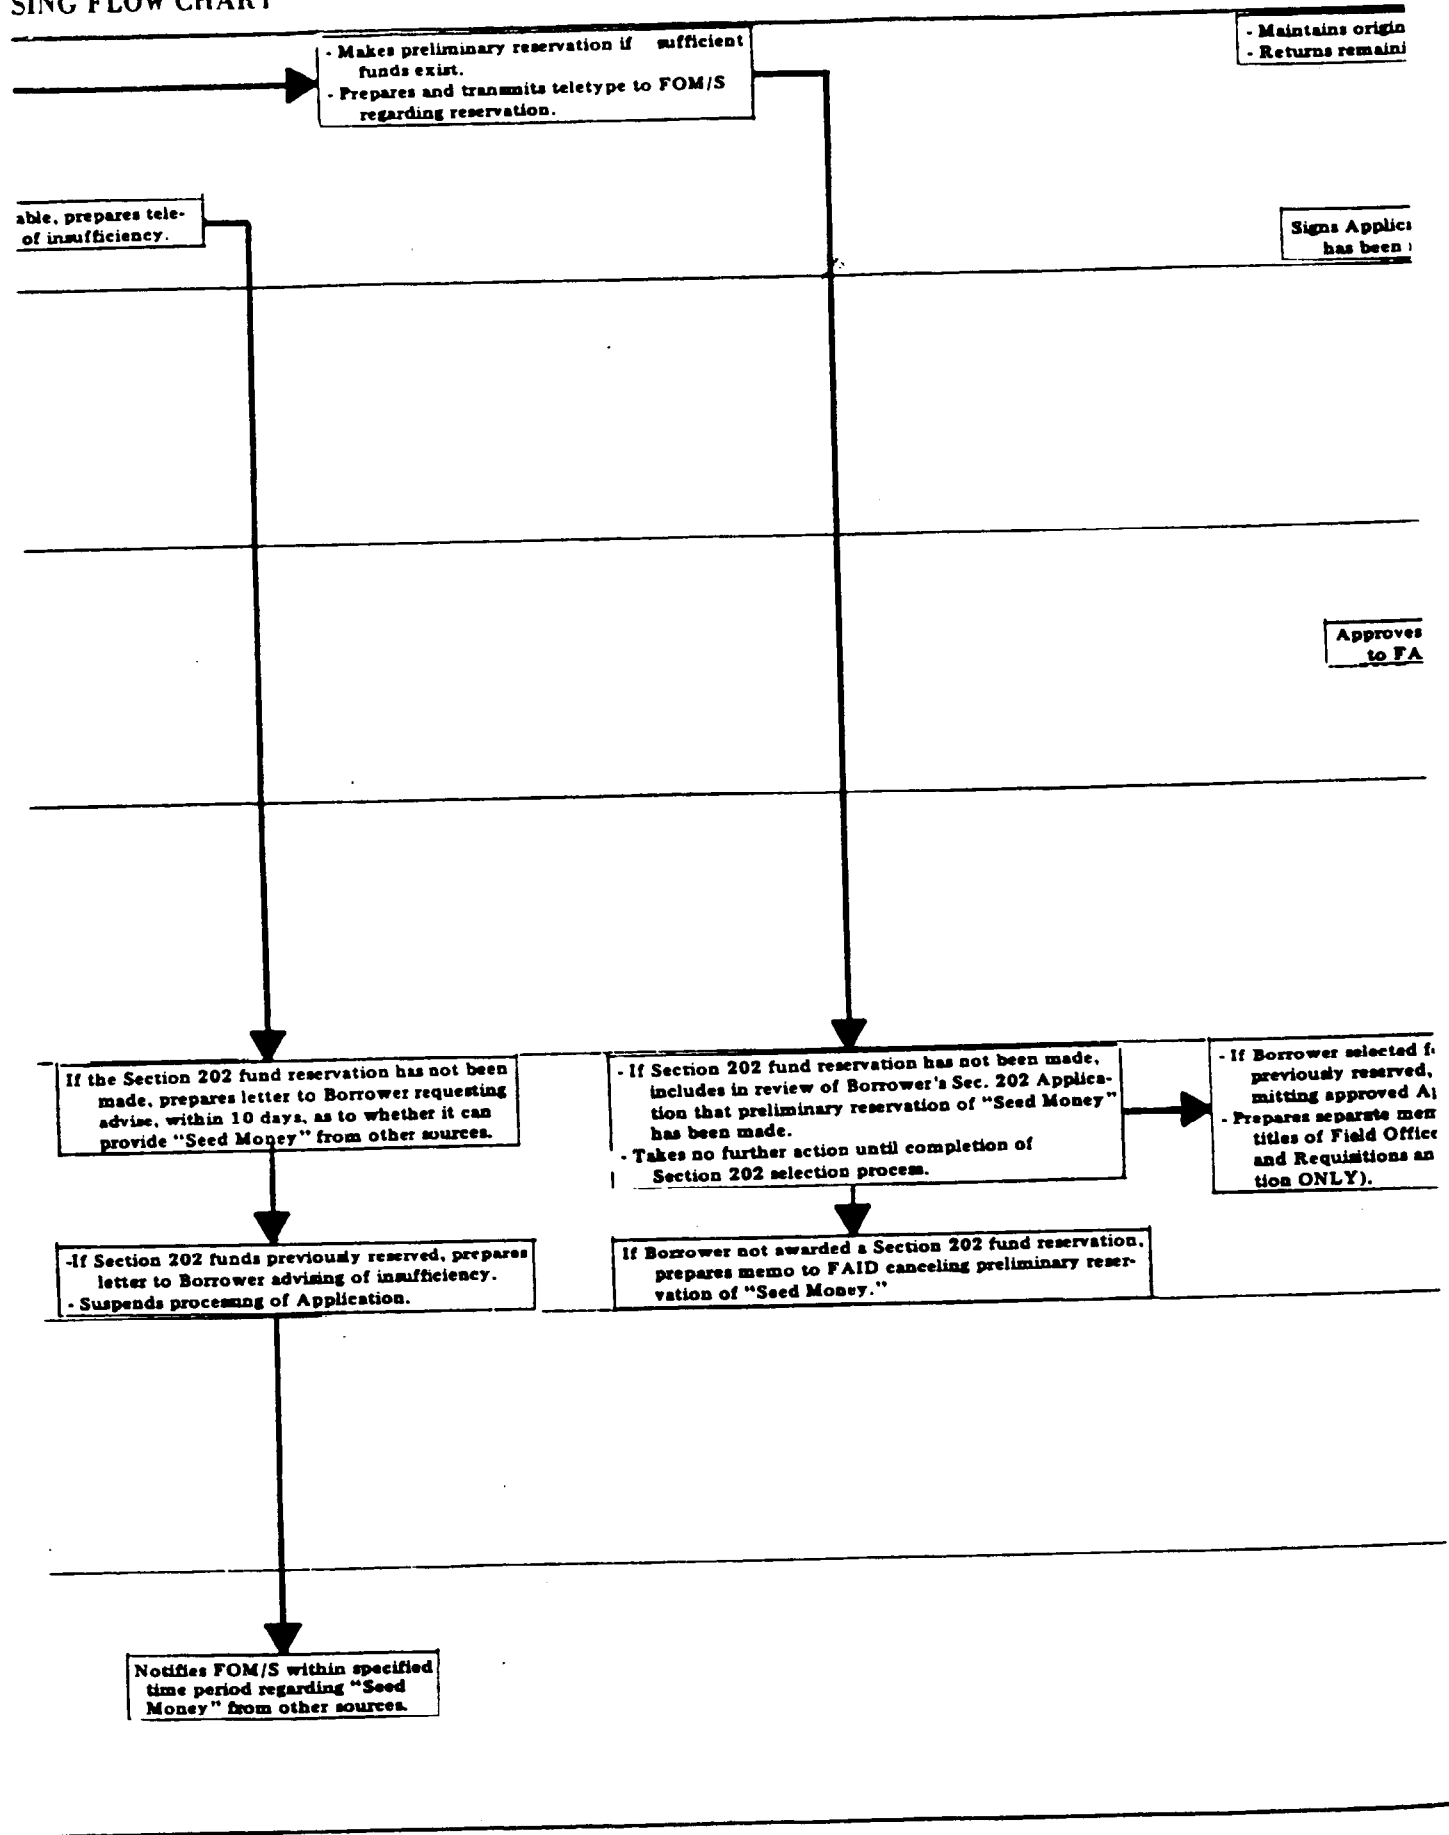 SING FLOW CHART
- Makes preliminary reservation if sufficient
funds exist.
- Prepares and transmits teletype to FOM/S
regarding reservation.
- Maintains origin
- Returns remaini
able, prepares tele-
of insufficiency.
Signs Applic
has been
Approves
to FA
If the Section 202 fund reservation has not been
made, prepares letter to Borrower requesting
advise, within 10 days, as to whether it can
provide "Seed Money" from other sources.
- If Section 202 fund reservation has not been made,
includes in review of Borrower's Sec. 202 Applica-
tion that preliminary reservation of "Seed Money"
has been made.
- Takes no further action until completion of
Section 202 selection process.
- If Borrower selected f
previously reserved,
mitting approved A
- Prepares separate mem
titles of Field Office
and Requisitions an
tion ONLY).
-If Section 202 funds previously reserved, prepares
letter to Borrower advising of insufficiency.
- Suspends processing of Application.
If Borrower not awarded a Section 202 fund reservation,
prepares memo to FAID canceling preliminary reser-
vation of "Seed Money."
Notifies FOM/S within specified
time period regarding "Seed
Money" from other sources.